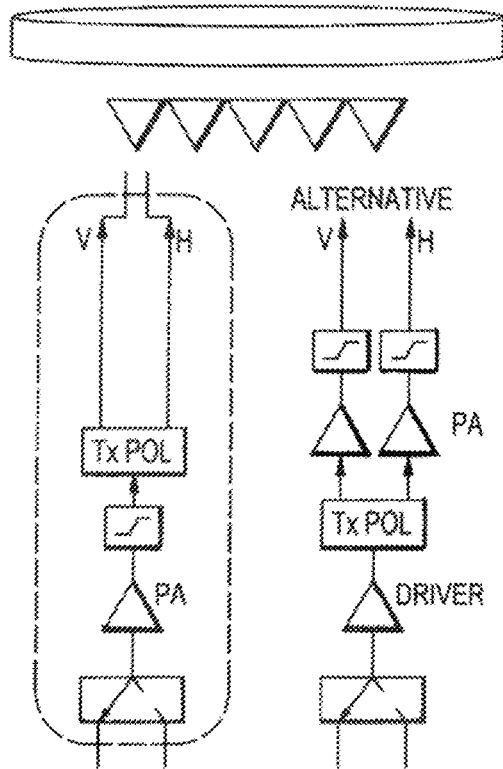 ALTERNATIVE
V H
Tx POL
PA
V H
PA
Tx POL
DRIVER